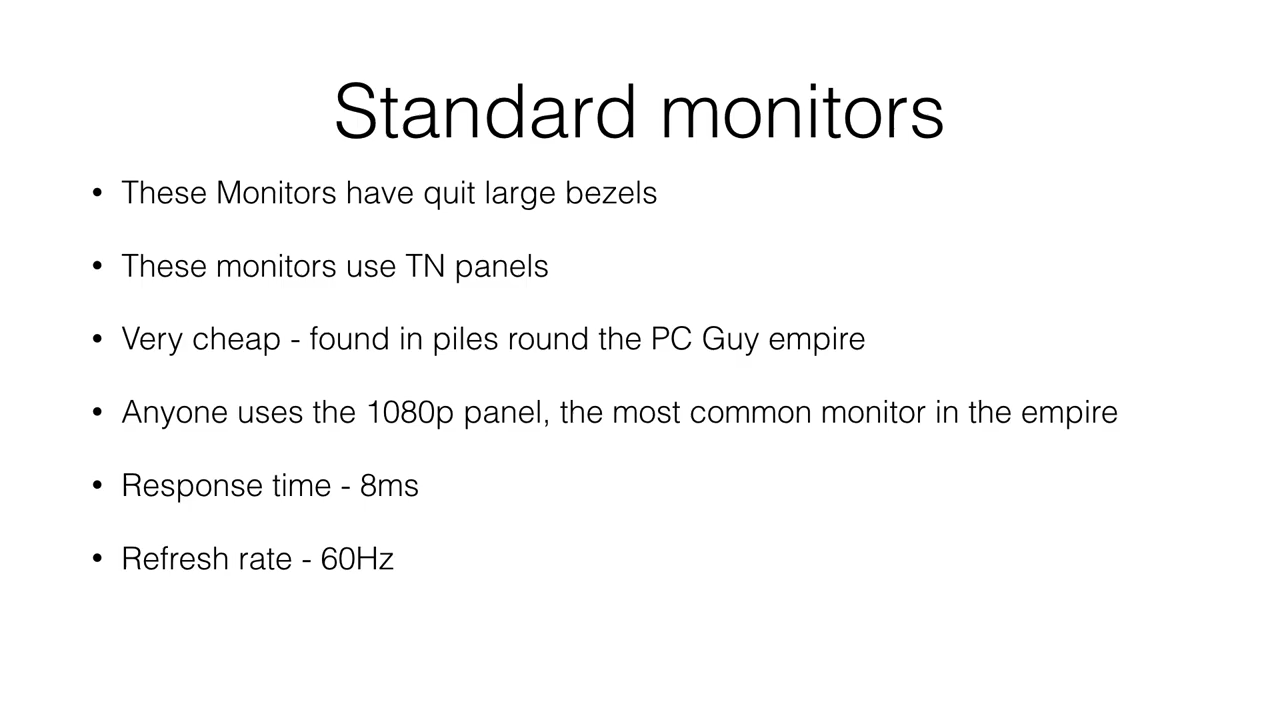 Standard monitors
• These Monitors have quit large bezels
• These monitors use TN panels
• Very cheap - found in piles round the PC Guy empire
• Anyone uses the 1080p panel, the most common monitor in the empire
• Response time - 8ms
• Refresh rate - 60Hz